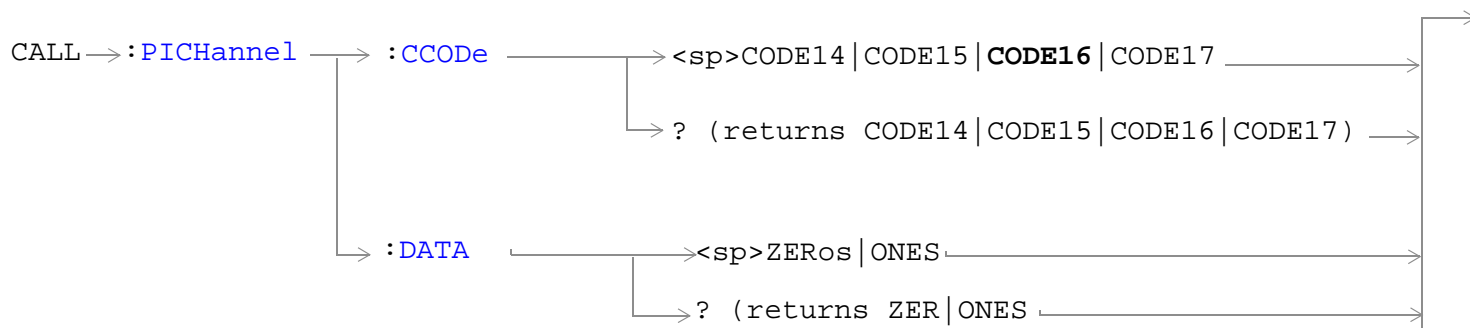 CALL :PICHannel :CCODe <sp>CODE14|CODE15|CODE16|CODE17
? (returns CODE14|CODE15|CODE16|CODE17)
:DATA <sp>ZERos|ONES
? (returns ZER|ONES